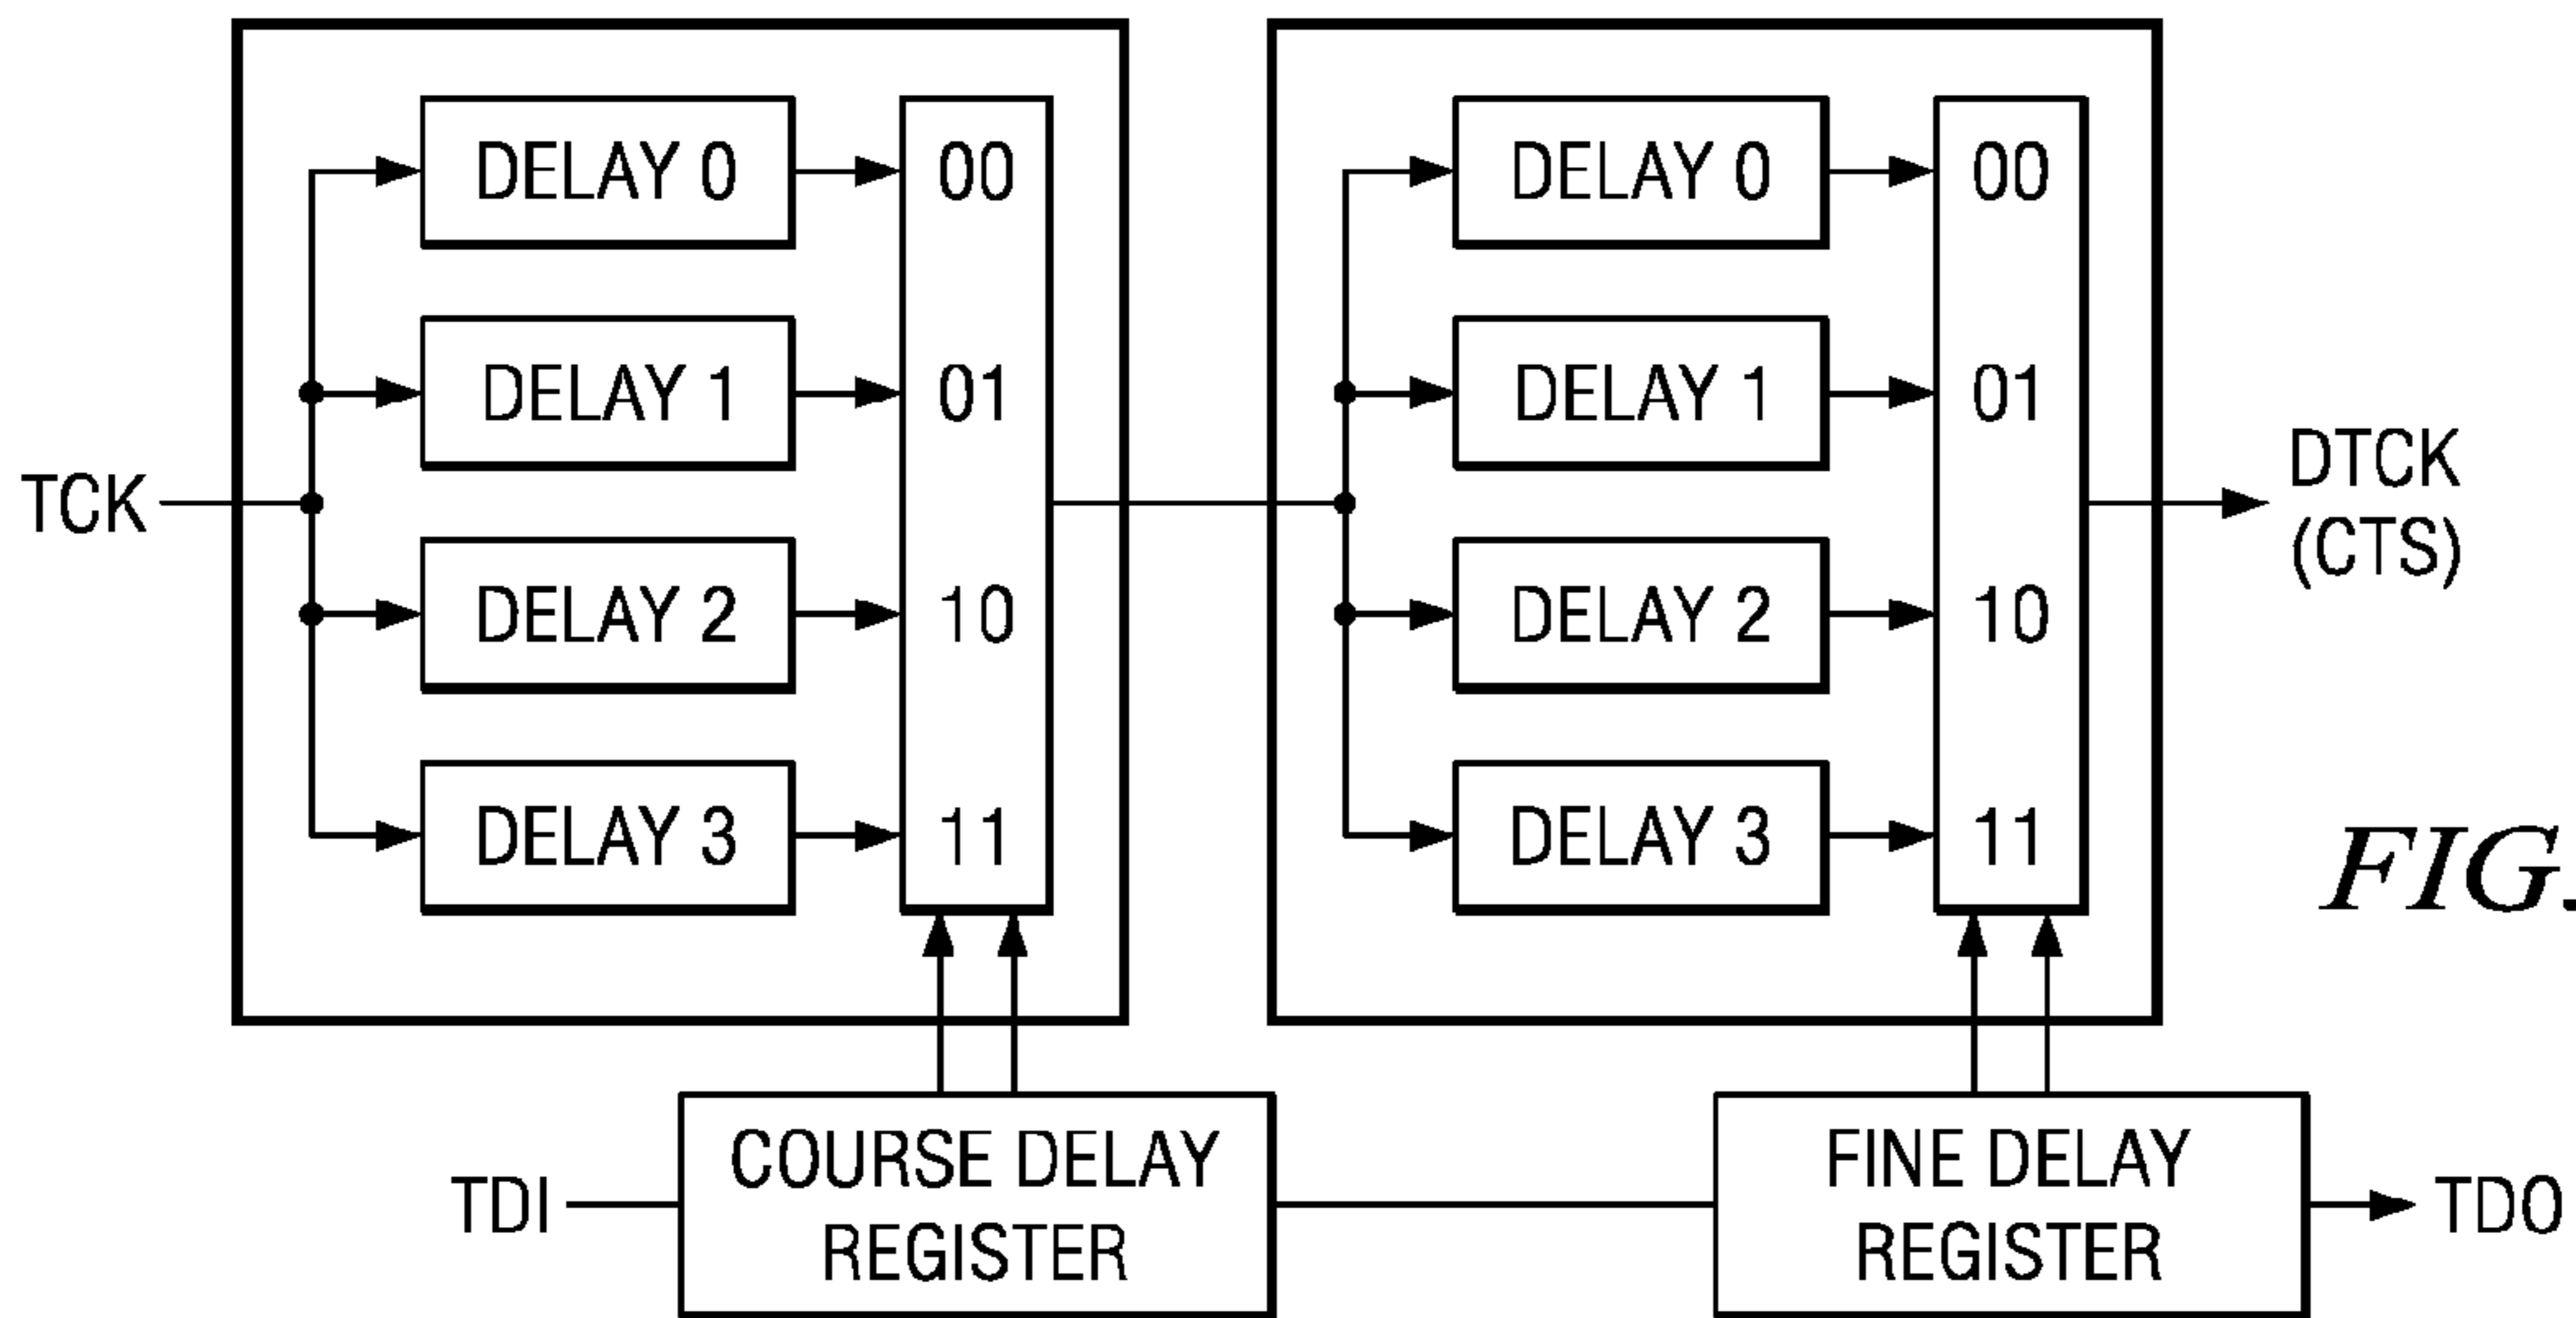 DELAY 0
00
DELAY 1
01
TCK
DELAY 2
10
DELAY 3
11
DELAY 0
00
DELAY 1
01
DTCK
(CTS)
DELAY 2
10
DELAY 3
11
FIG.
TDI
COURSE DELAY
REGISTER
FINE DELAY
REGISTER
TDO